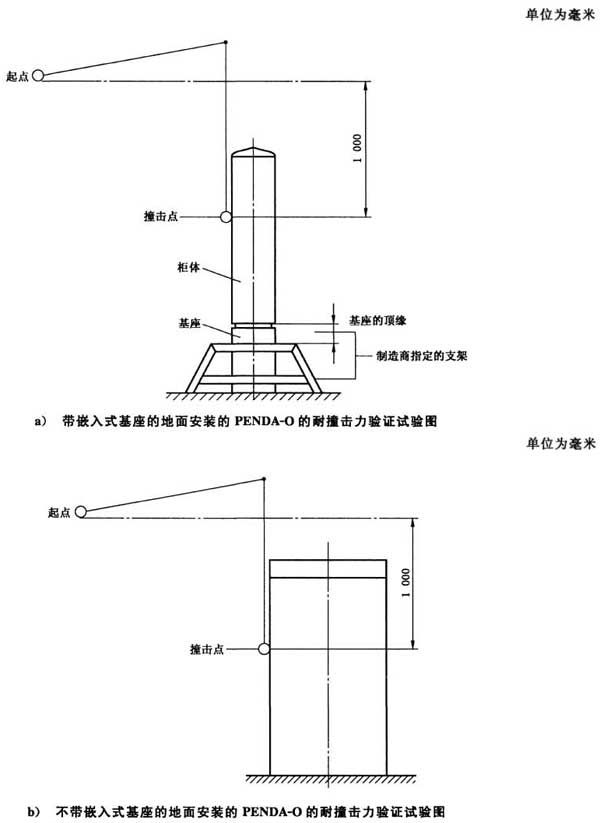 单位为毫米
起点
1 000
撞击点
柜体
基座
基座的顶缘
制造商指定的支架
a） 带嵌入式基座的地面安装的 PENDA-O 的耐撞击力验证试验图
单位为毫米
起点
1 000
撞击点
b） 不带嵌入式基座的地面安装的 PENDA-O 的耐撞击力验证试验图